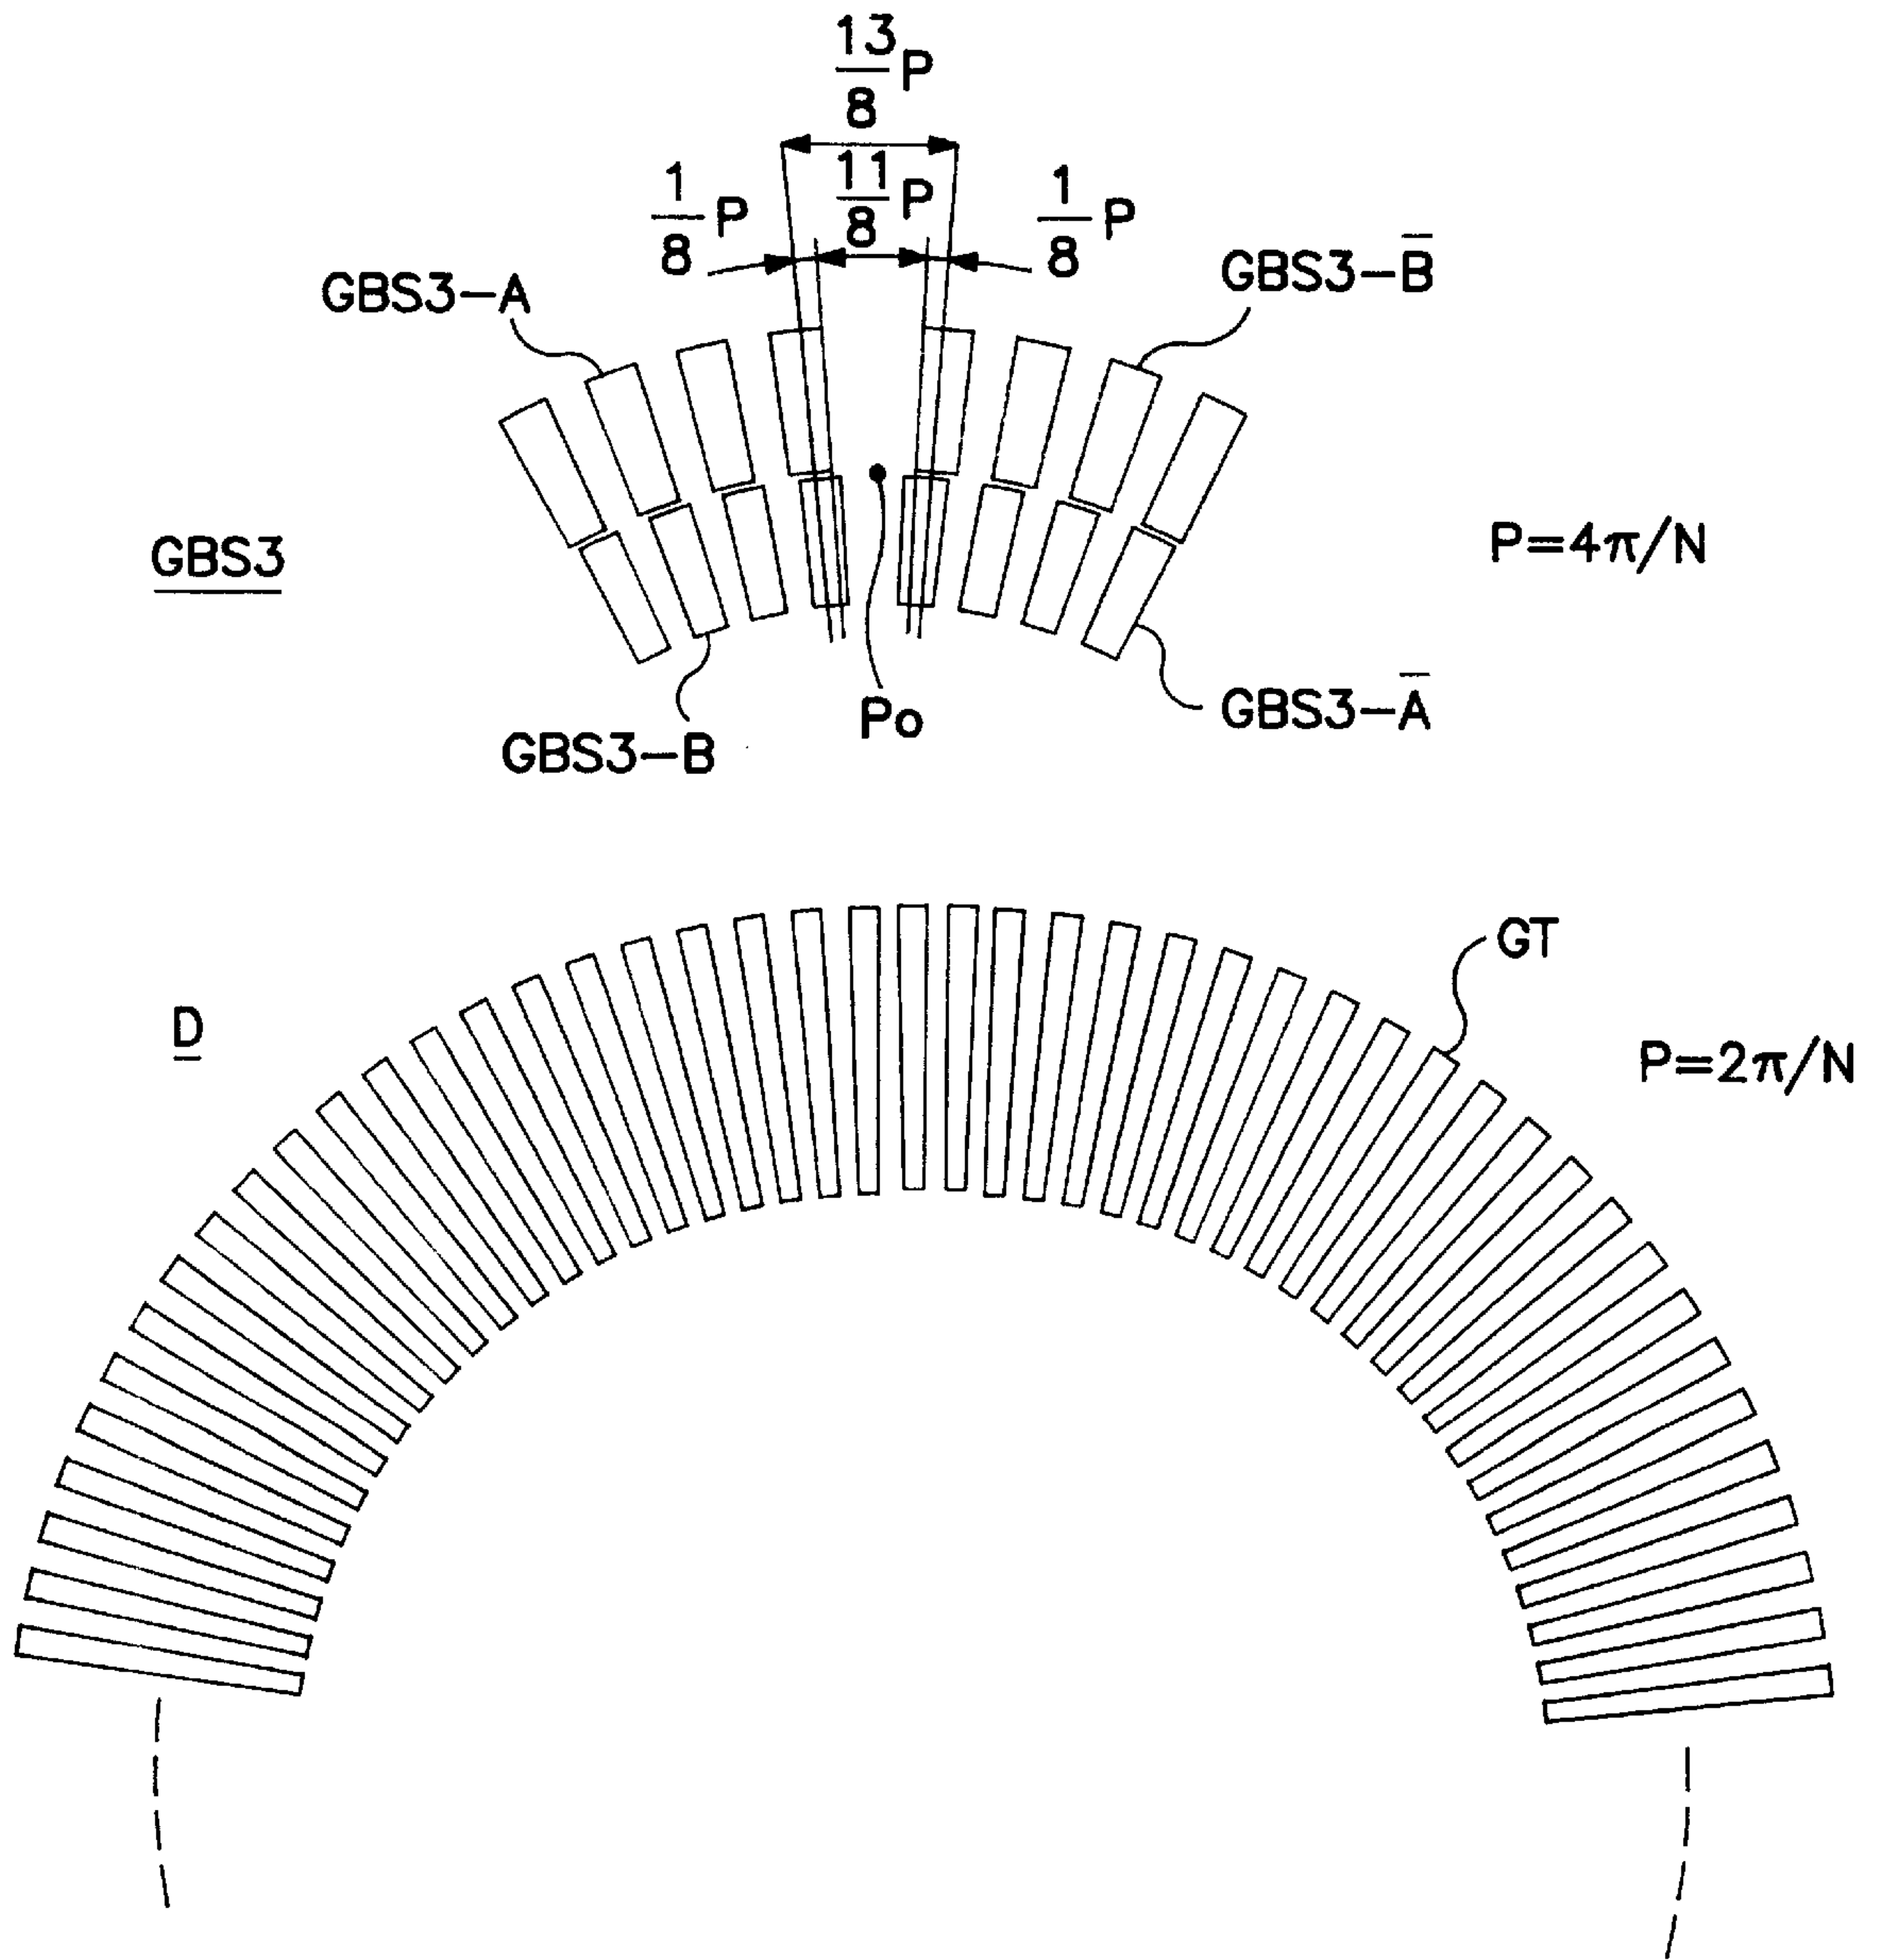 13/8 P
1/8 P
11/8 P
1/8 P
GBS3-A
GBS3-B̅
GBS3
P=4π/N
Po
GBS3-A̅
GBS3-B
GT
D
P=2π/N